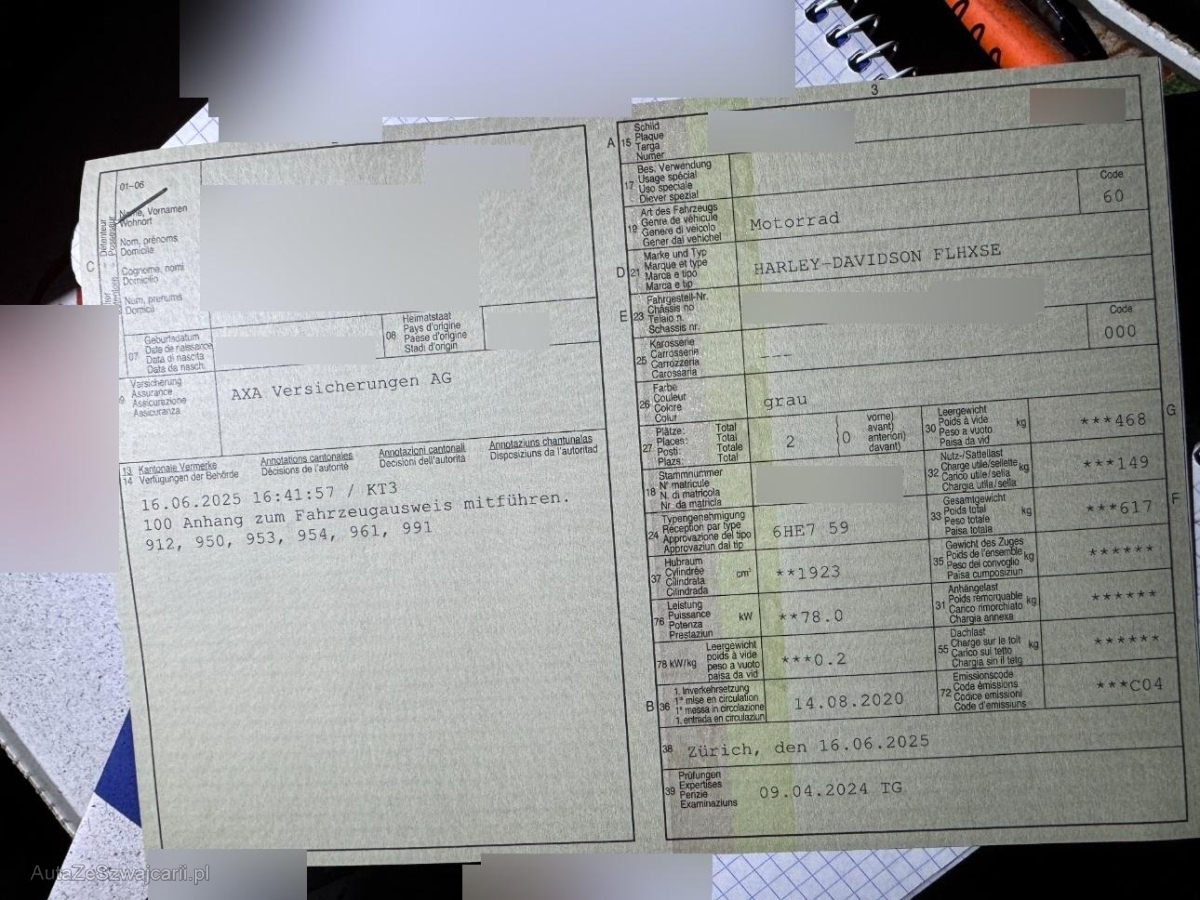 C
01-06
Name, Vornamen
Wohnort
Nom, prénoms
Domicile
Cognome, nomi
Domicilio
Num, prenums
Domicil
07
Geburtsdatum
Date de naissance
Data di nascita
Data da nasch.
08
Heimatstaat
Pays d'origine
Paese d'origine
Stadi d'origin
9
Versicherung
Assurance
Assicurazione
Assicuranza
AXA Versicherungen AG
13 Kantonale Vermerke
14 Verfügungen der Behörde
Annotations cantonales
Décisions de l'autorité
Annotazioni cantonali
Decisioni dell'autorità
Annotaziuns chantunalas
Disposiziuns da l'autoritad
16.06.2025 16:41:57 / KT3
100 Anhang zum Fahrzeugausweis mitführen.
912, 950, 953, 954, 961, 991
3
A 15
Schild
Plaque
Targa
Numer
17
Bes. Verwendung
Usage spécial
Uso speciale
Diever spezial
19
Art des Fahrzeugs
Genre de véhicule
Genere di veicolo
Gener dal vehichel
Motorrad
Code
60
D 21
Marke und Typ
Marque et type
Marca e tipo
Marca e tip
HARLEY-DAVIDSON FLHXSE
E 23
Fahrgestell-Nr.
Châssis no
Telaio n.
Schassis nr.
25
Karosserie
Carrosserie
Carrozzeria
Carossaria
---
Code
000
26
Farbe
Couleur
Colore
Colur
grau
27
Plätze: Total
Places: Total
Posti: Totale
Plazs: Total
2
0
vorne)
avant)
anteriori)
davant)
30
Leergewicht
Poids à vide
Peso a vuoto
Paisa da vid
kg
***468
G
18
Stammnummer
N° matricule
N. di matricola
Nr. da matricla
32
Nutz-/Sattellast
Charge utile/sellette
Carico utile/sella
Chargia utila/sella
kg
***149
24
Typengenehmigung
Réception par type
Approvazione del tipo
Approvaziun dal tip
6HE7 59
33
Gesamtgewicht
Poids total
Peso totale
Paisa totala
kg
***617
F
37
Hubraum
Cylindrée
Cilindrata
Cilindrada
cm³
**1923
35
Gewicht des Zuges
Poids de l'ensemble
Peso del convoglio
Paisa cumposiziun
kg
******
76
Leistung
Puissance
Potenza
Prestaziun
kW
**78.0
31
Anhängelast
Poids remorquable
Carico rimorchiato
Chargia annexa
kg
******
78 kW/kg
Leergewicht
poids à vide
peso a vuoto
paisa da vid
***0.2
55
Dachlast
Charge sur le toit
Carico sul tetto
Chargia sin il tetg
kg
******
B 36
1. Inverkehrsetzung
1re mise en circulation
1a messa in circolazione
1. entrada en circulaziun
14.08.2020
72
Emissionscode
Code émissions
Codice emissioni
Code d'emissiuns
***C04
38
Zürich, den 16.06.2025
39
Prüfungen
Expertises
Perizie
Examinaziuns
09.04.2024 TG
AutaZeSzwajcarii.pl